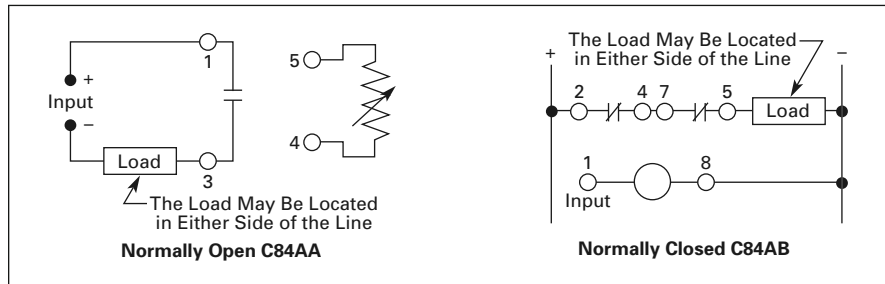 1
+
Input
−
Load
3
The Load May Be Located
in Either Side of the Line
Normally Open C84AA
5
4
The Load May Be Located
in Either Side of the Line
+
−
2
4
7
5
Load
1
8
Input
Normally Closed C84AB